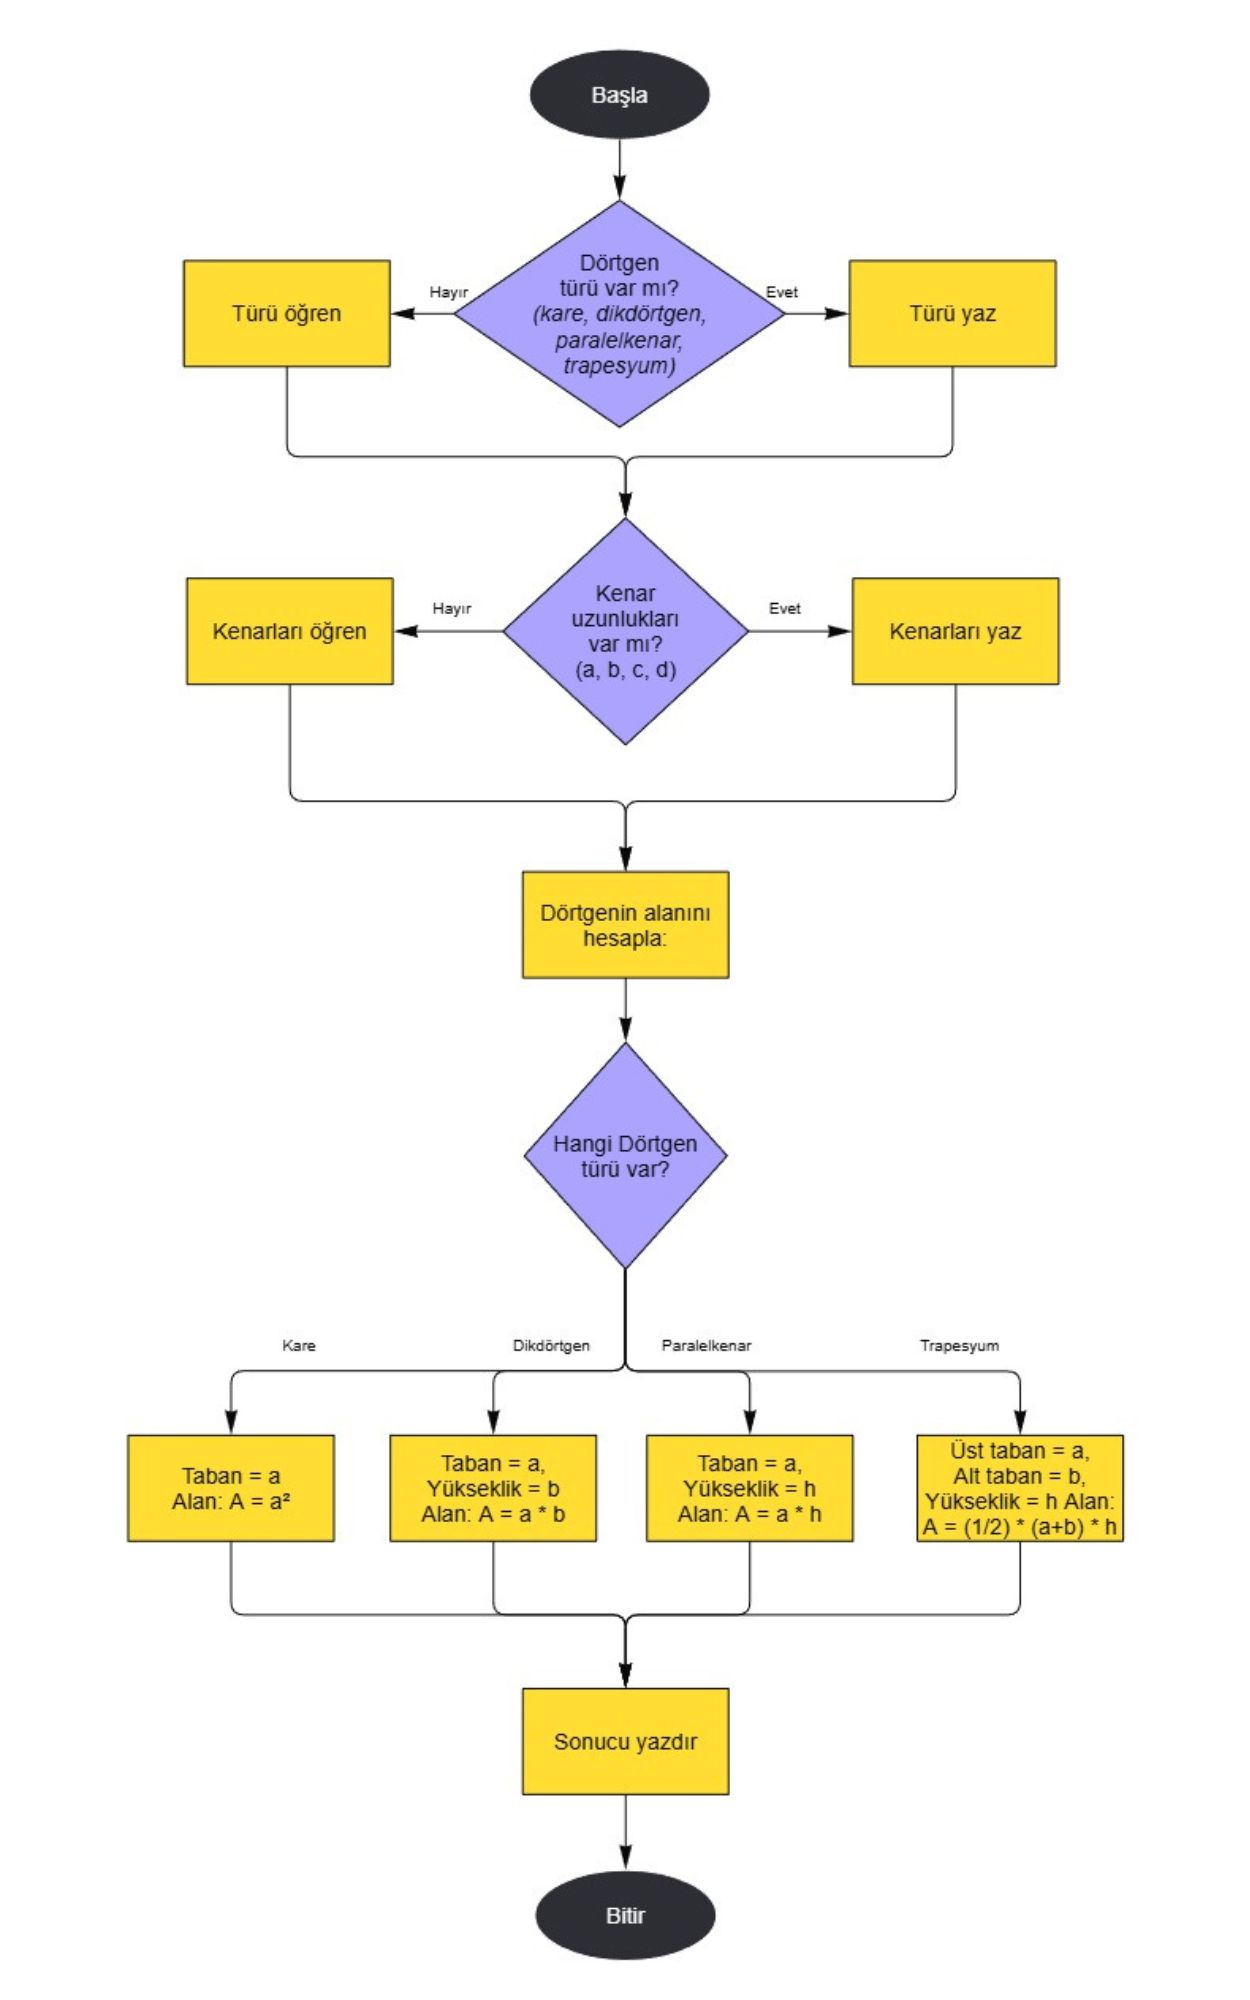 Başla
Dörtgen
türü var mı?
(kare, dikdörtgen,
paralelkenar,
trapesyum)
Hayır
Evet
Türü öğren
Türü yaz
Kenar
uzunlukları
var mı?
(a, b, c, d)
Hayır
Evet
Kenarları öğren
Kenarları yaz
Dörtgenin alanını
hesapla:
Hangi Dörtgen
türü var?
Kare
Dikdörtgen
Paralelkenar
Trapesyum
Taban = a
Alan: A = a²
Taban = a,
Yükseklik = b
Alan: A = a * b
Taban = a,
Yükseklik = h
Alan: A = a * h
Üst taban = a,
Alt taban = b,
Yükseklik = h Alan:
A = (1/2) * (a+b) * h
Sonucu yazdır
Bitir